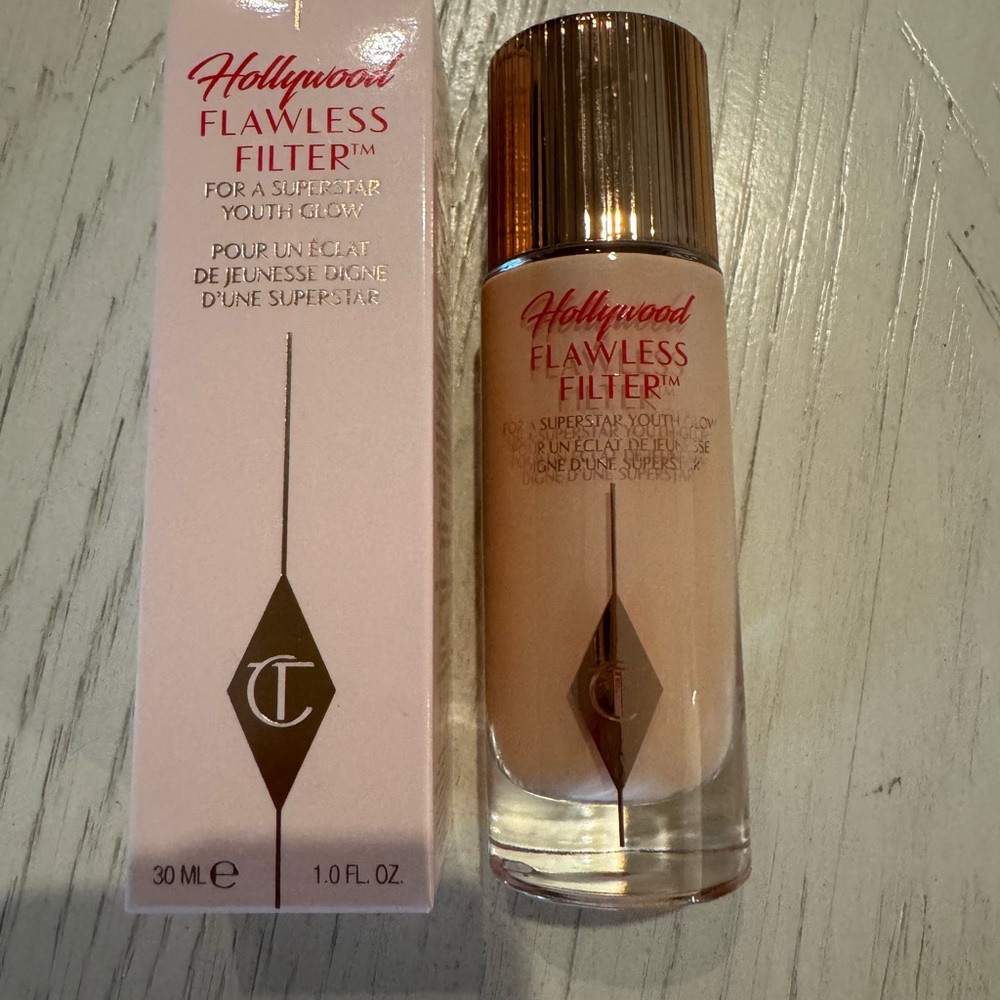 Hollywood
FLAWLESS
FILTER™
FOR A SUPERSTAR
YOUTH GLOW
POUR UN ÉCLAT
DE JEUNESSE DIGNE
D'UNE SUPERSTAR
CT
30 ML ℮ 1.0 FL. OZ.
Hollywood
FLAWLESS
FILTER™
FOR A SUPERSTAR YOUTH GLOW
POUR UN ÉCLAT DE JEUNESSE
DIGNE D'UNE SUPERSTAR
CT